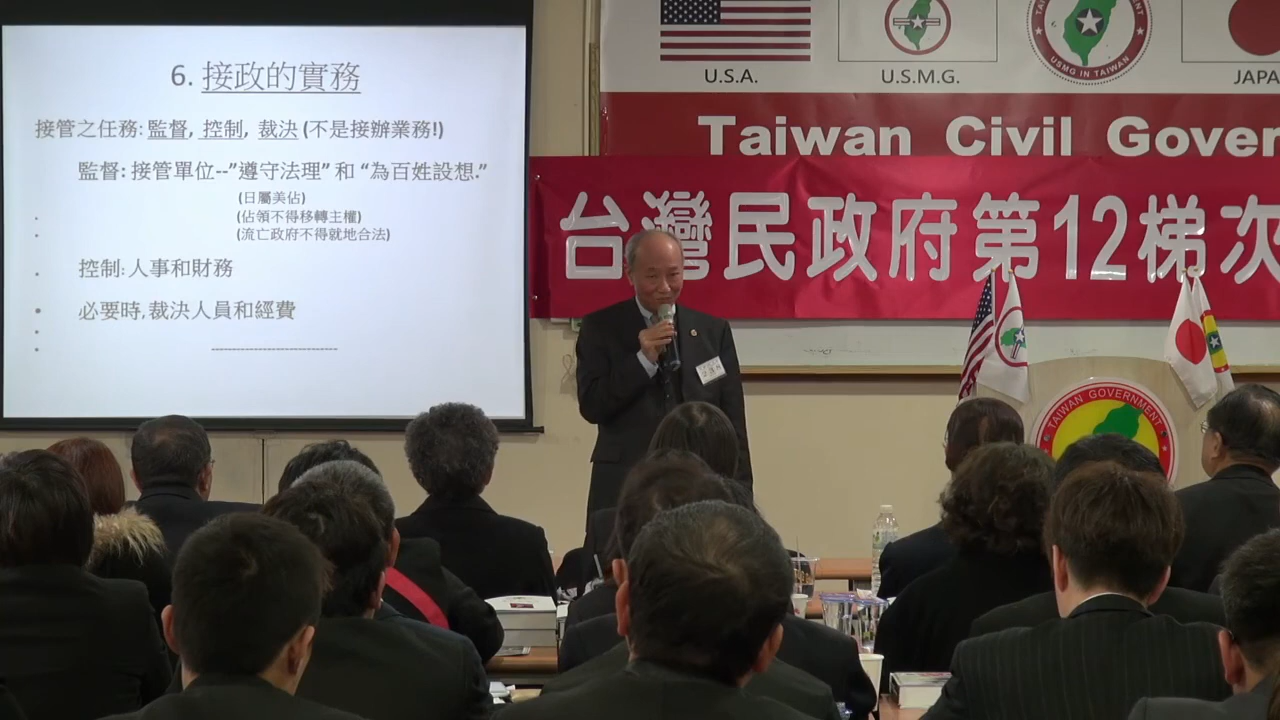 6. 接政的實務
接管之任務: 監督, 控制, 裁決 (不是接辦業務!)
監督: 接管單位--”遵守法理” 和 “為百姓設想.”
(日屬美佔)
(佔領不得移轉主權)
(流亡政府不得就地合法)
控制: 人事和財務
必要時, 裁決人員和經費
U.S.A.
U.S.M.G.
USMG IN TAIWAN
JAPA
Taiwan Civil Gover
台灣民政府第12梯次
TAIWAN GOVERNMENT